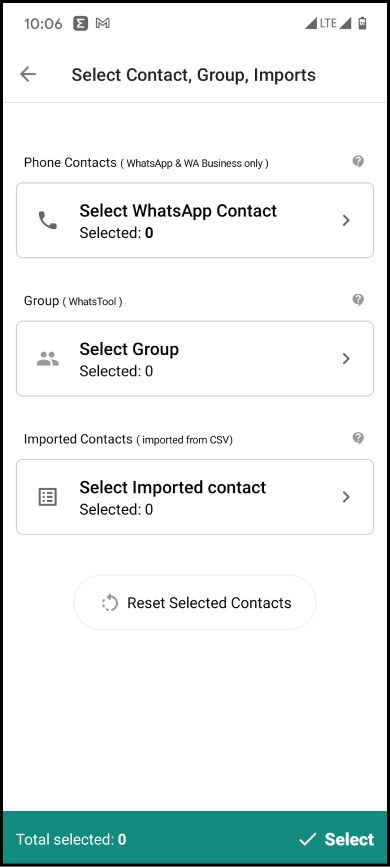 10:06 LTE
Select Contact, Group, Imports
Phone Contacts ( WhatsApp & WA Business only )
Select WhatsApp Contact
Selected: 0
Group ( WhatsTool )
Select Group
Selected: 0
Imported Contacts ( imported from CSV)
Select Imported contact
Selected: 0
Reset Selected Contacts
Total selected: 0 Select